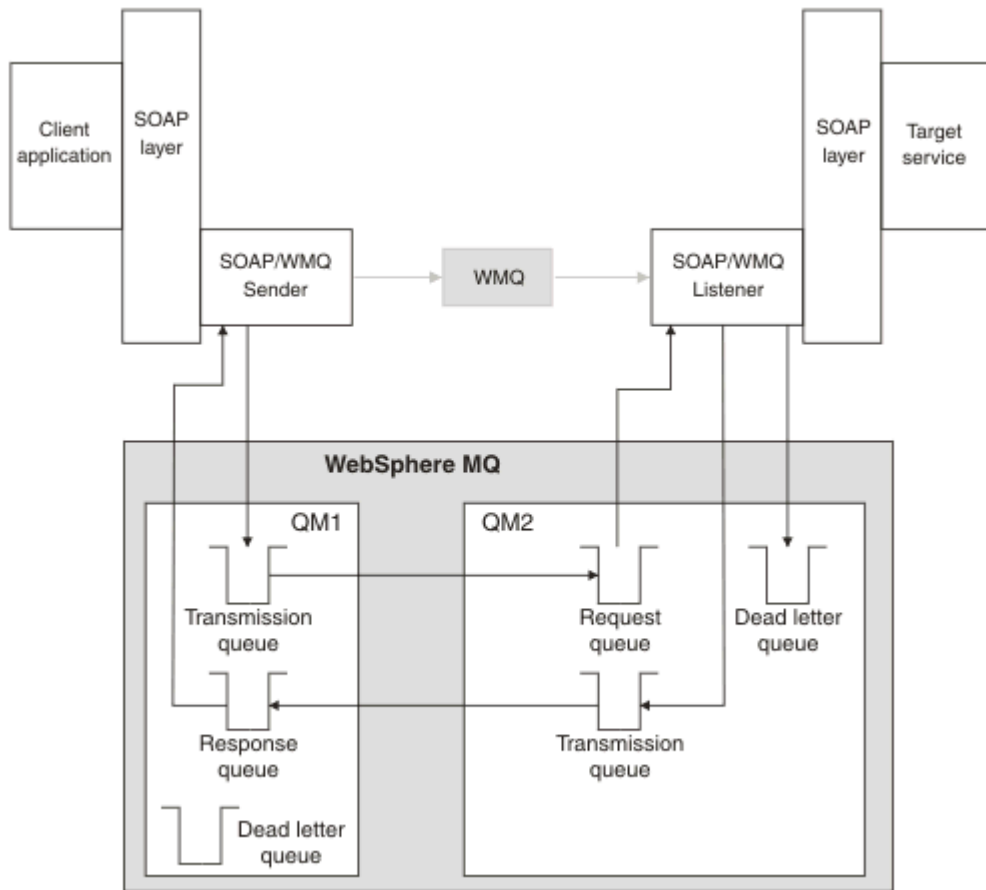 Client
application
SOAP
layer
SOAP/WMQ
Sender
WMQ
SOAP/WMQ
Listener
SOAP
layer
Target
service
WebSphere MQ
QM1
Transmission
queue
Response
queue
Dead letter
queue
QM2
Request
queue
Dead letter
queue
Transmission
queue